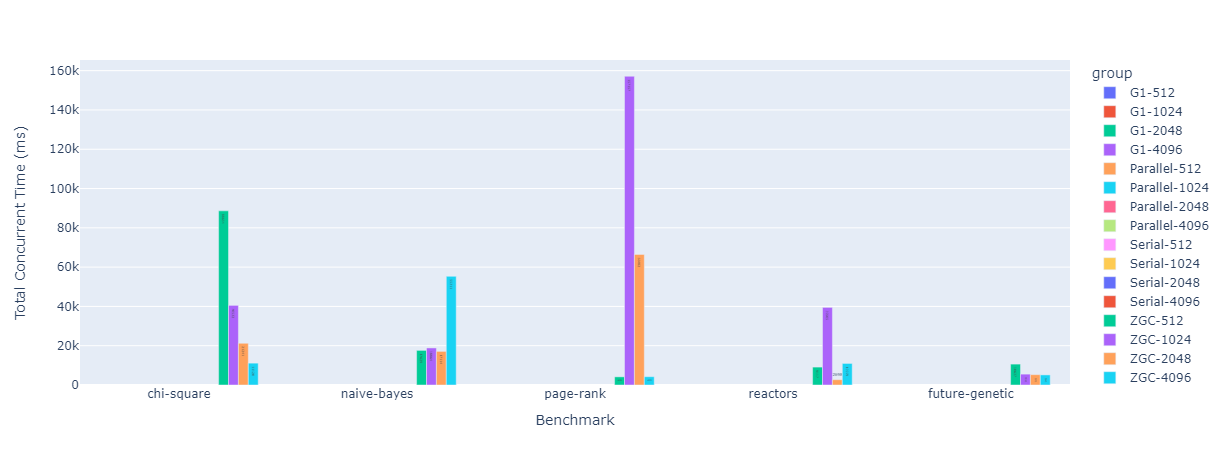 group
160k
140k
120k
100k
80k
60k
40k
20k
0
Total Concurrent Time (ms)
chi-square
naive-bayes
page-rank
reactors
future-genetic
Benchmark
G1-512
G1-1024
G1-2048
G1-4096
Parallel-512
Parallel-1024
Parallel-2048
Parallel-4096
Serial-512
Serial-1024
Serial-2048
Serial-4096
ZGC-512
ZGC-1024
ZGC-2048
ZGC-4096